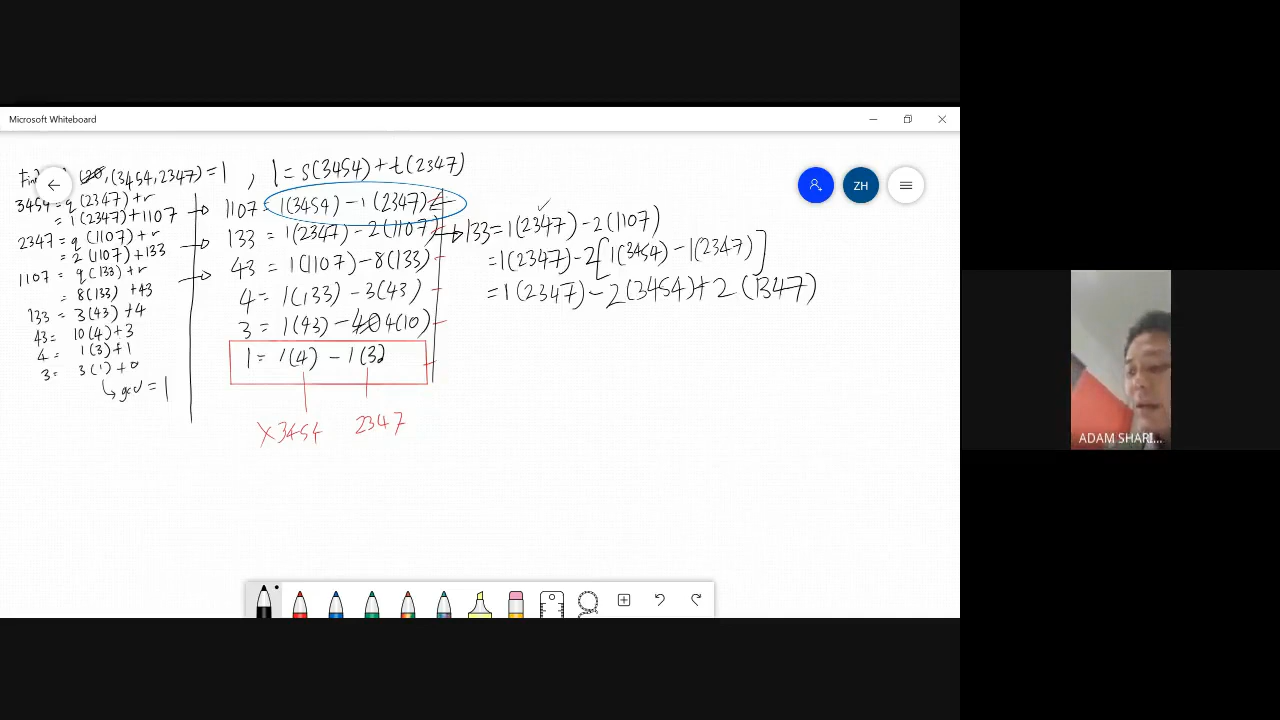 Microsoft Whiteboard
(3454,2347) = 1 , 1 = s(3454) + t(2347)
3454 = q(2347) + r
= 1(2347) + 1107
2347 = q(1107) + r
= 2(1107) + 133
1107 = q(133) + r
= 8(133) + 43
133 = 3(43) + 4
43 = 10(4) + 3
4 = 1(3) + 1
3 = 3(1) + 0
↳ gcd = 1
1107 = 1(3454) − 1(2347)
133 = 1(2347) − 2(1107)
43 = 1(1107) − 8(133)
4 = 1(133) − 3(43)
3 = 1(43) − 4(10)
1 = 1(4) − 1(3)
X3454 2347
133 = 1(2347) − 2(1107)
= 1(2347) − 2[1(3454) − 1(2347)]
= 1(2347) − 2(3454) + 2(1347)
ZH
ADAM SHARI...